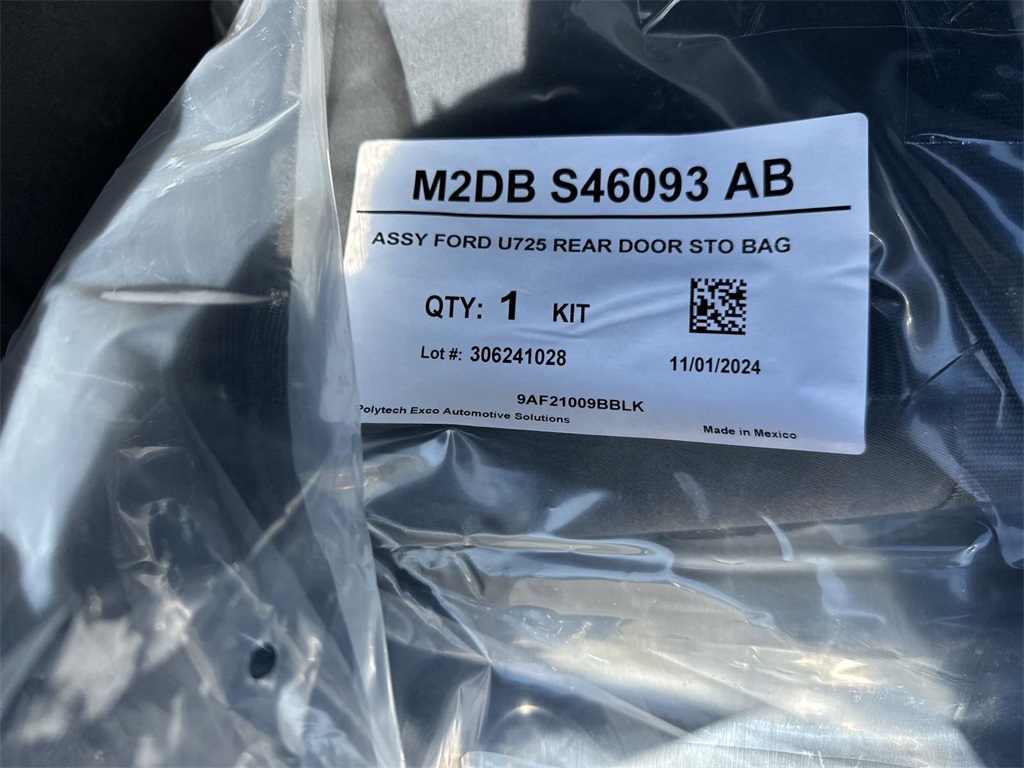 M2DB S46093 AB
ASSY FORD U725 REAR DOOR STO BAG
QTY: 1 KIT
Lot #: 306241028
11/01/2024
9AF21009BBLK
Polytech Exco Automotive Solutions
Made in Mexico